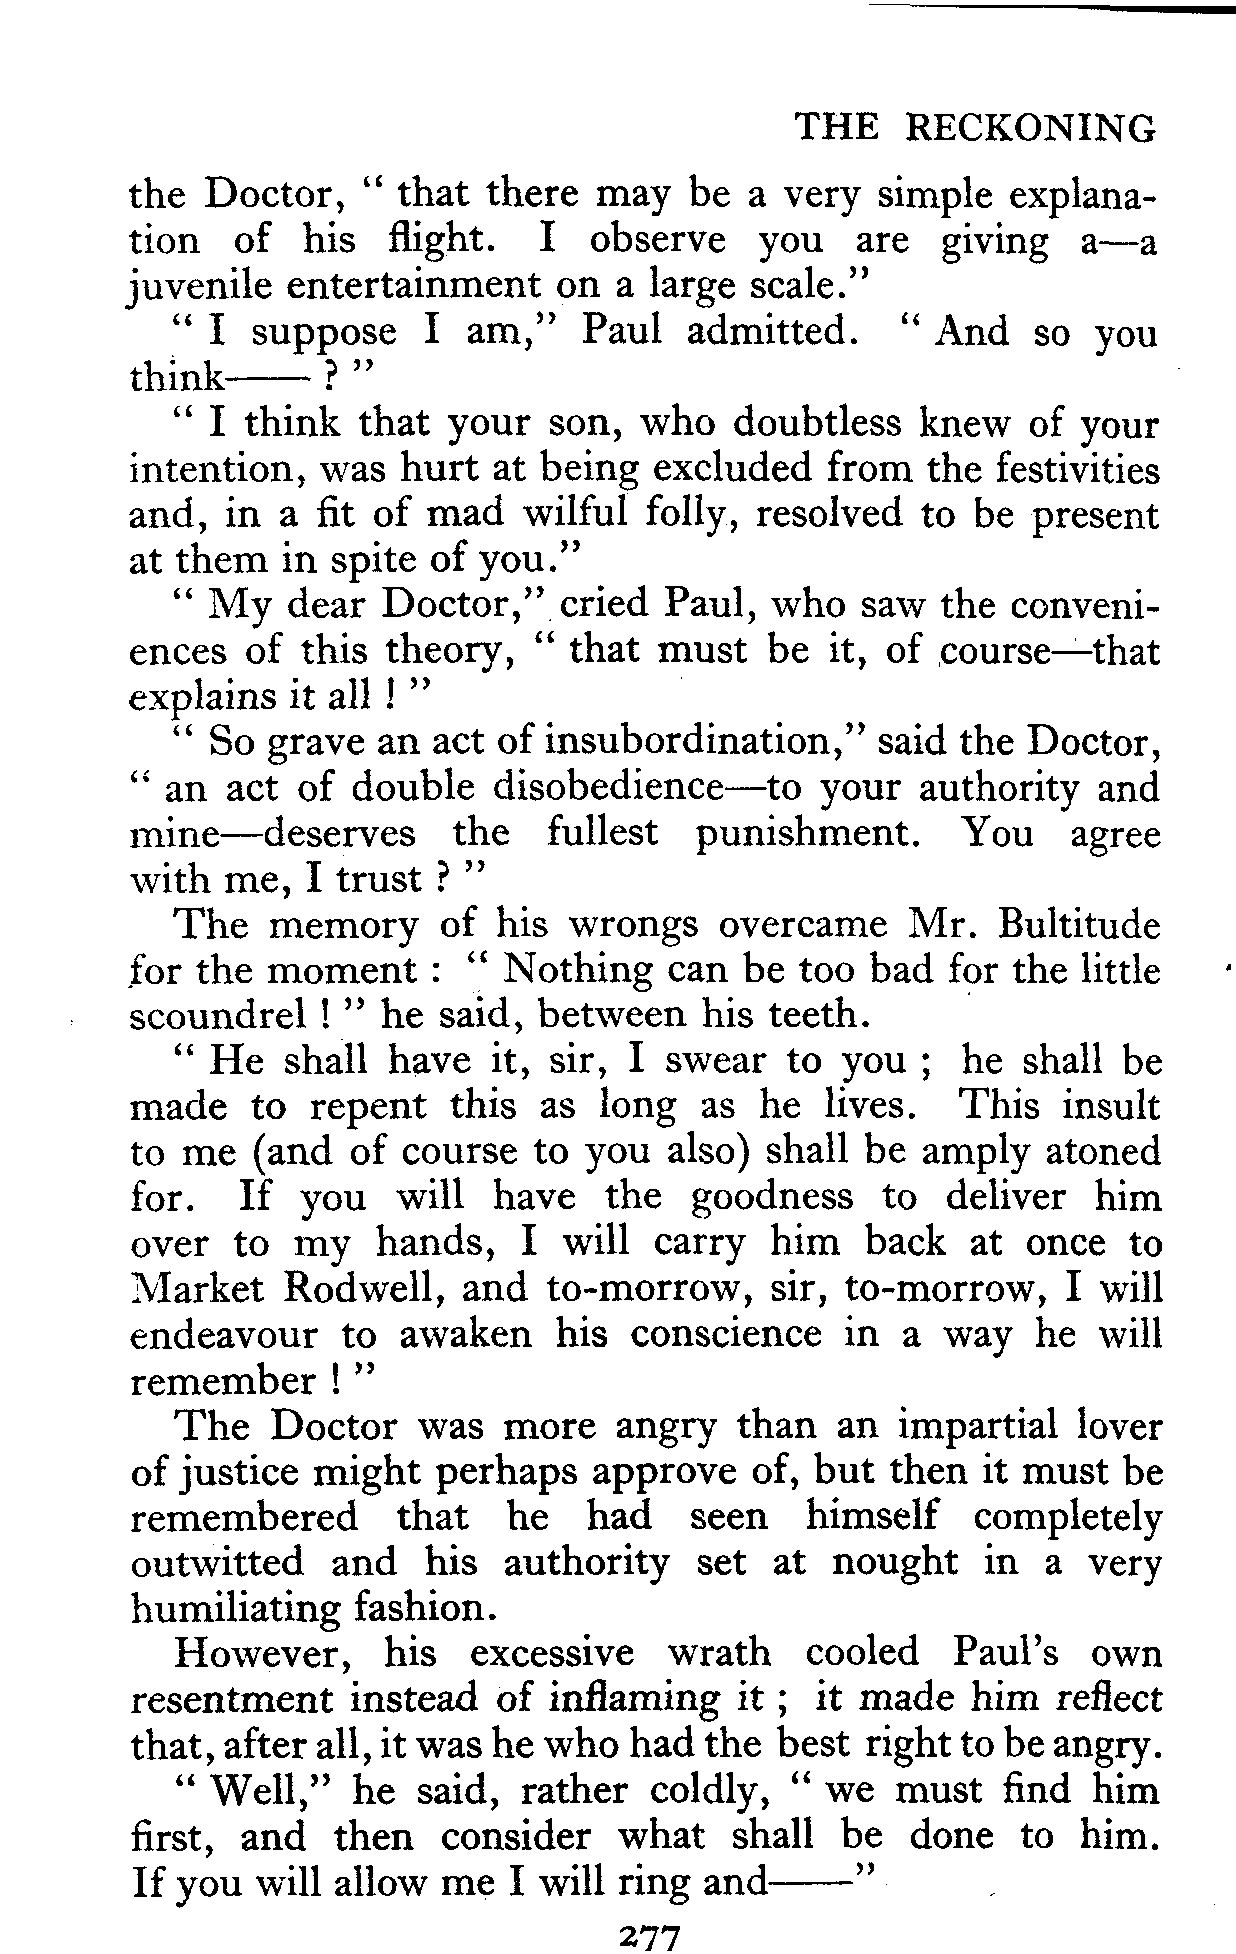 THE RECKONING
the Doctor, “ that there may be a very simple explana-
tion of his flight. I observe you are giving a—a
juvenile entertainment on a large scale.”
“ I suppose I am,” Paul admitted. “ And so you
think—— ? ”
“ I think that your son, who doubtless knew of your
intention, was hurt at being excluded from the festivities
and, in a fit of mad wilful folly, resolved to be present
at them in spite of you.”
“ My dear Doctor,” cried Paul, who saw the conveni-
ences of this theory, “ that must be it, of course—that
explains it all ! ”
“ So grave an act of insubordination,” said the Doctor,
“ an act of double disobedience—to your authority and
mine—deserves the fullest punishment. You agree
with me, I trust ? ”
The memory of his wrongs overcame Mr. Bultitude
for the moment : “ Nothing can be too bad for the little
scoundrel ! ” he said, between his teeth.
“ He shall have it, sir, I swear to you ; he shall be
made to repent this as long as he lives. This insult
to me (and of course to you also) shall be amply atoned
for. If you will have the goodness to deliver him
over to my hands, I will carry him back at once to
Market Rodwell, and to-morrow, sir, to-morrow, I will
endeavour to awaken his conscience in a way he will
remember ! ”
The Doctor was more angry than an impartial lover
of justice might perhaps approve of, but then it must be
remembered that he had seen himself completely
outwitted and his authority set at nought in a very
humiliating fashion.
However, his excessive wrath cooled Paul’s own
resentment instead of inflaming it ; it made him reflect
that, after all, it was he who had the best right to be angry.
“ Well,” he said, rather coldly, “ we must find him
first, and then consider what shall be done to him.
If you will allow me I will ring and——”
277